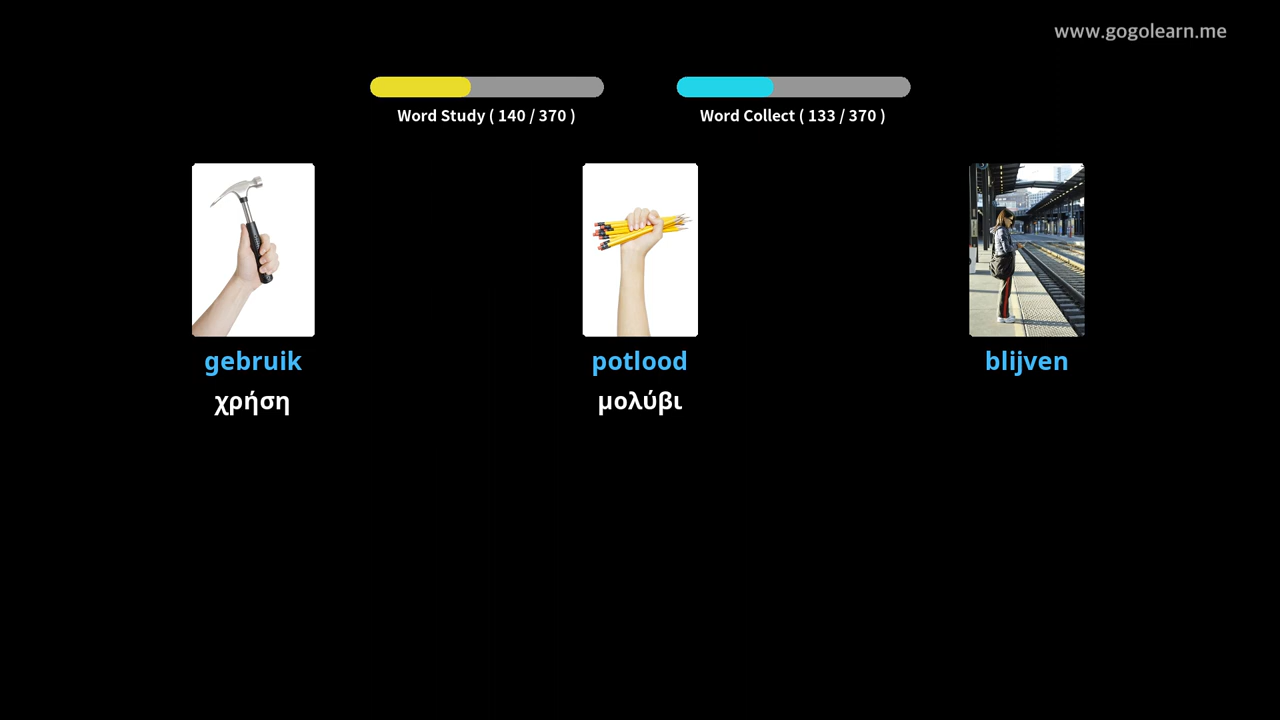 www.gogolearn.me
Word Study ( 140 / 370 )
Word Collect ( 133 / 370 )
gebruik
χρήση
potlood
μολύβι
blijven